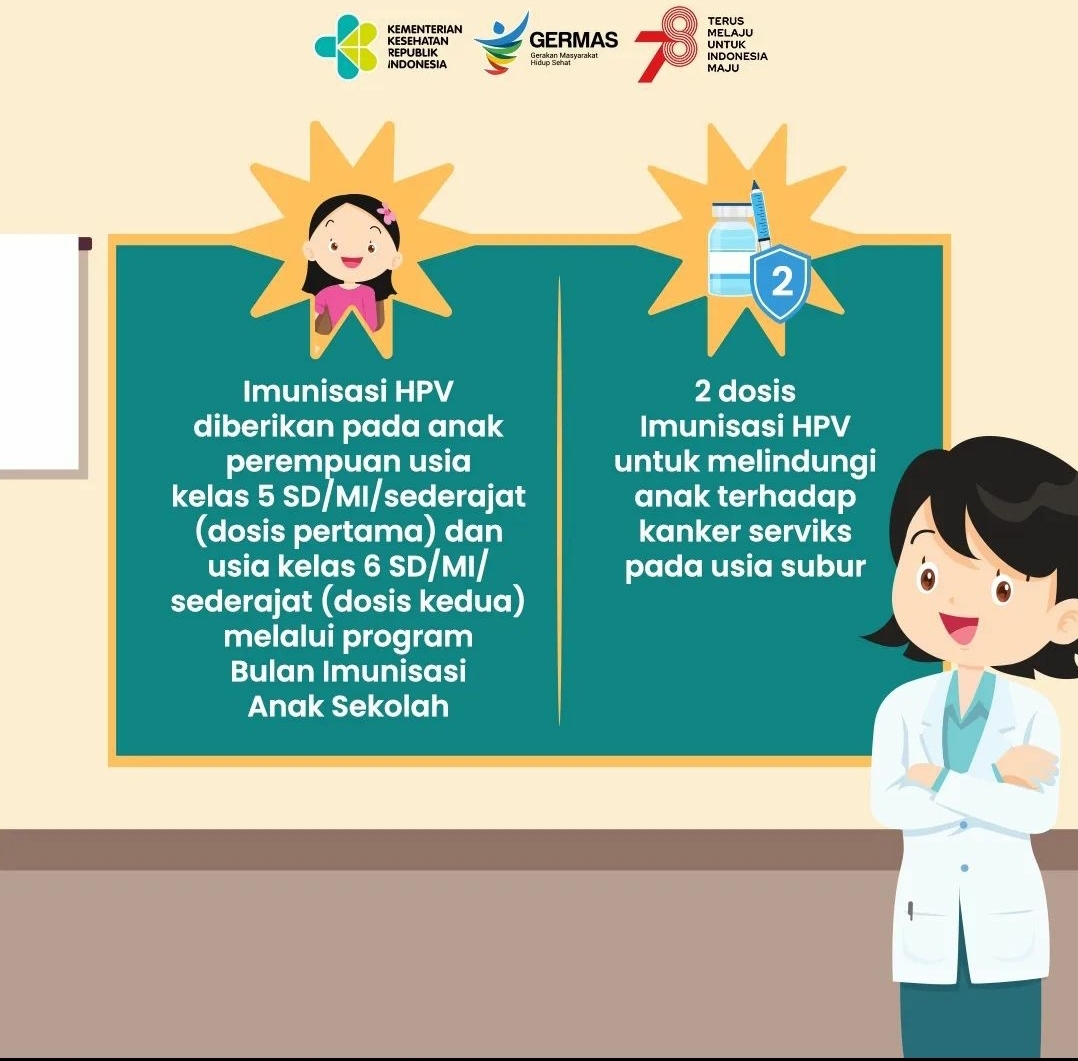 KEMENTERIAN
KESEHATAN
REPUBLIK
INDONESIA
GERMAS
Gerakan Masyarakat
Hidup Sehat
78
TERUS
MELAJU
UNTUK
INDONESIA
MAJU
Imunisasi HPV
diberikan pada anak
perempuan usia
kelas 5 SD/MI/sederajat
(dosis pertama) dan
usia kelas 6 SD/MI/
sederajat (dosis kedua)
melalui program
Bulan Imunisasi
Anak Sekolah
2
2 dosis
Imunisasi HPV
untuk melindungi
anak terhadap
kanker serviks
pada usia subur